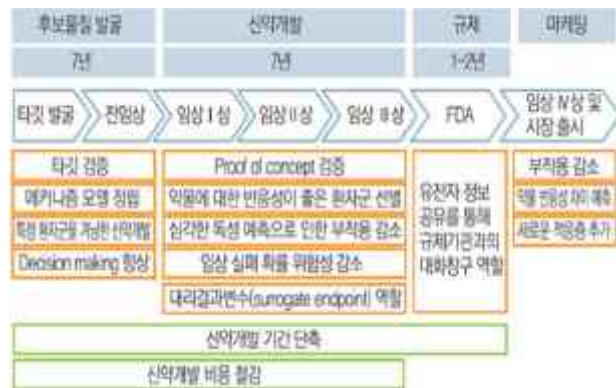 후보물질 발굴
신약개발
규제
마케팅
7년
7년
1~2년
타깃 발굴
전임상
임상 I 상
임상 II 상
임상 III 상
FDA
임상 IV 상 및
시장 출시
타깃 검증
메카니즘 모델 정립
특정 환자군을 겨냥한 신약개발
Decision making 향상
Proof of concept 검증
약물에 대한 반응성이 좋은 환자군 선별
심각한 독성 예측으로 인한 부작용 감소
임상 실패 확률 위험성 감소
대리결과변수(surrogate endpoint) 역할
유전자 정보
공유를 통해
규제기관과의
대화창구 역할
부작용 감소
약물 반응성 차이 예측
새로운 적응증 추가
신약개발 기간 단축
신약개발 비용 절감